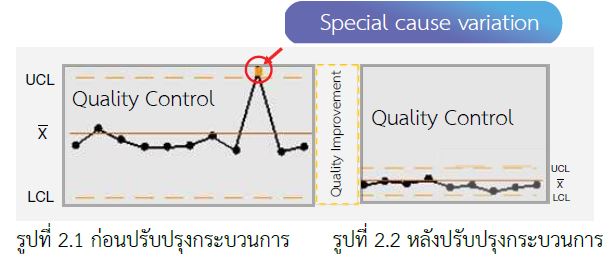 Special cause variation
UCL
Quality Control
X̅
LCL
Quality Improvement
Quality Control
UCL
X̅
LCL
รูปที่ 2.1 ก่อนปรับปรุงกระบวนการ
รูปที่ 2.2 หลังปรับปรุงกระบวนการ